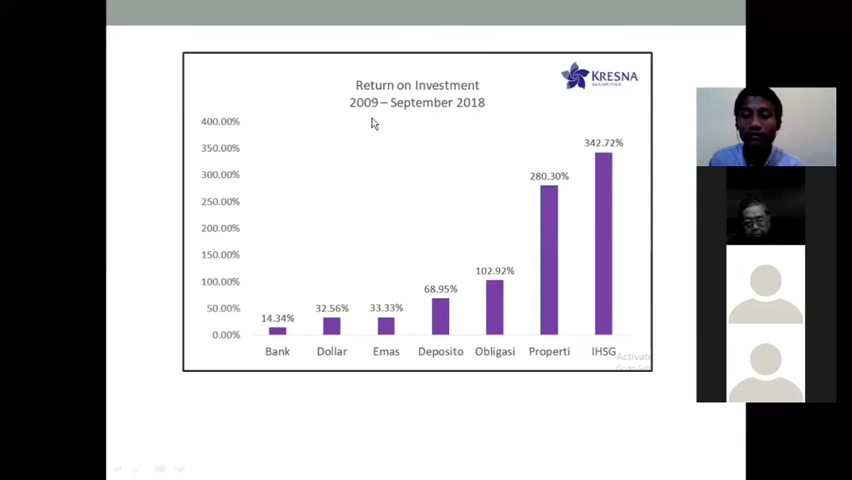 KRESNA
SECURITIES
Return on Investment
2009 – September 2018
400.00%
350.00%
300.00%
250.00%
200.00%
150.00%
100.00%
50.00%
0.00%
14.34%
32.56%
33.33%
68.95%
102.92%
280.30%
342.72%
Bank Dollar Emas Deposito Obligasi Properti IHSG
Activate